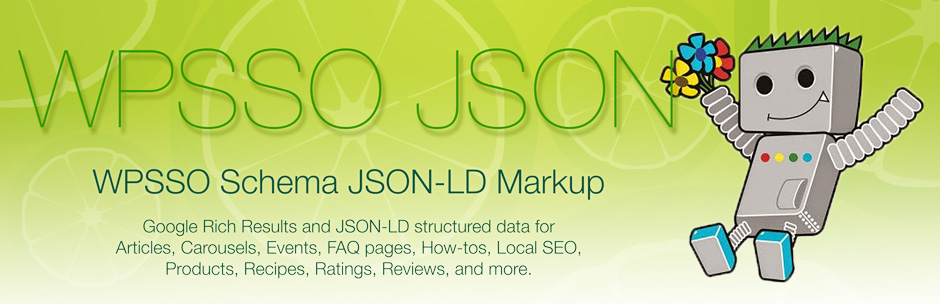 WPSSO JSON
WPSSO Schema JSON-LD Markup
Google Rich Results and JSON-LD structured data for
Articles, Carousels, Events, FAQ pages, How-tos, Local SEO,
Products, Recipes, Ratings, Reviews, and more.